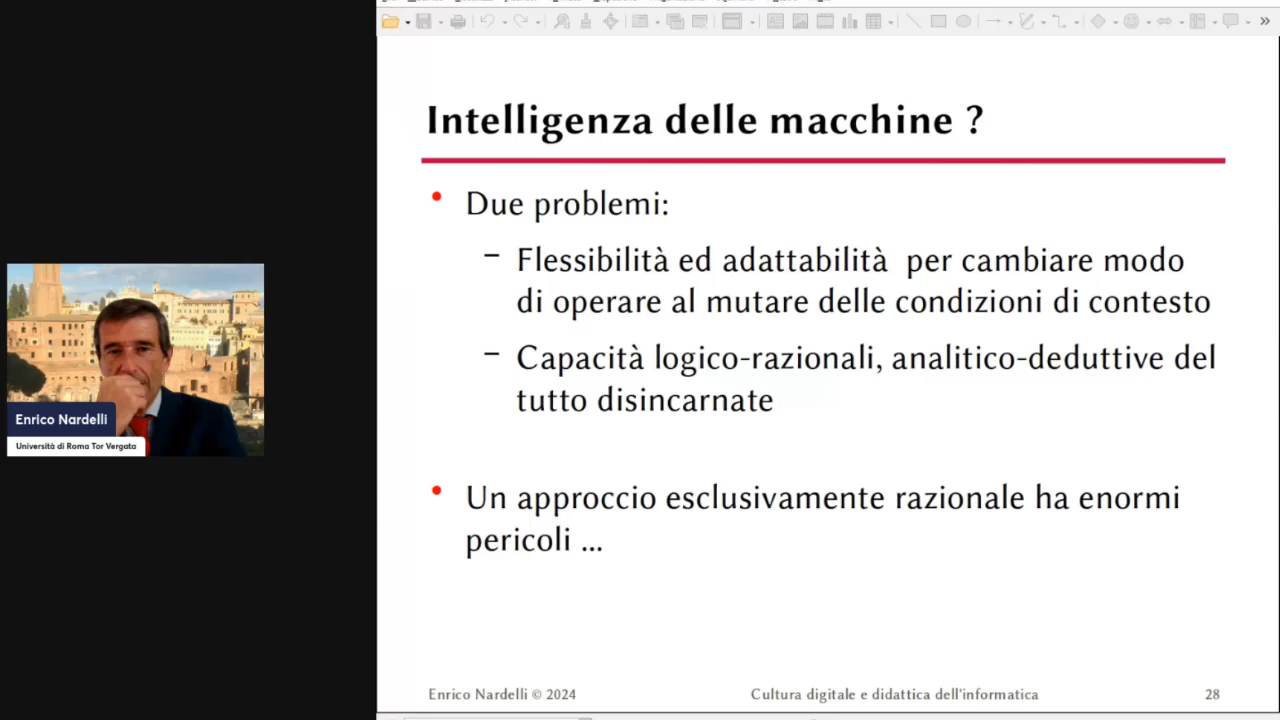 Intelligenza delle macchine ?
• Due problemi:
– Flessibilità ed adattabilità per cambiare modo
di operare al mutare delle condizioni di contesto
– Capacità logico-razionali, analitico-deduttive del
tutto disincarnate
• Un approccio esclusivamente razionale ha enormi
pericoli ...
Enrico Nardelli © 2024
Cultura digitale e didattica dell'informatica
28
Enrico Nardelli
Università di Roma Tor Vergata